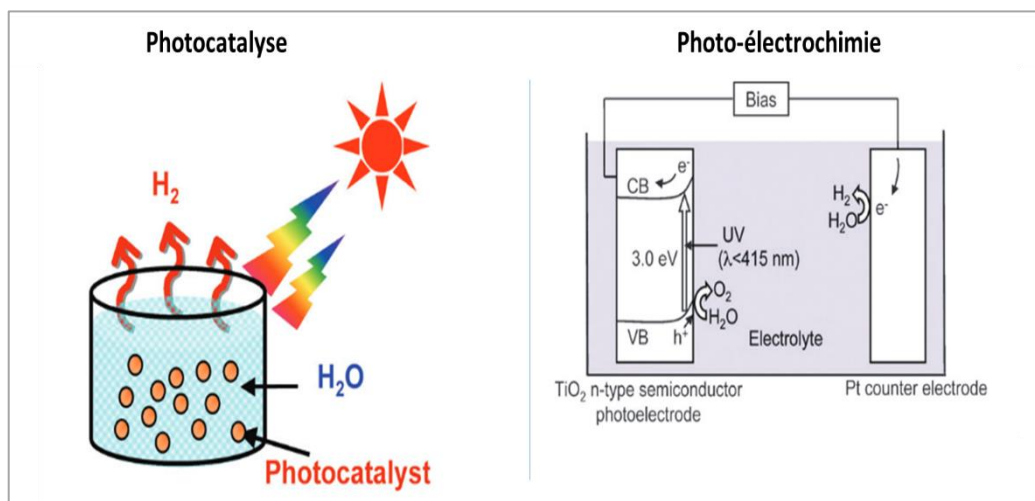 Photocatalyse
H₂
H₂O
Photocatalyst
Photo-électrochimie
Bias
e⁻
CB
3.0 eV
UV
(λ<415 nm)
O₂
H₂O
VB
h⁺
Electrolyte
H₂
H₂O
e⁻
TiO₂ n-type semiconductor
photoelectrode
Pt counter electrode